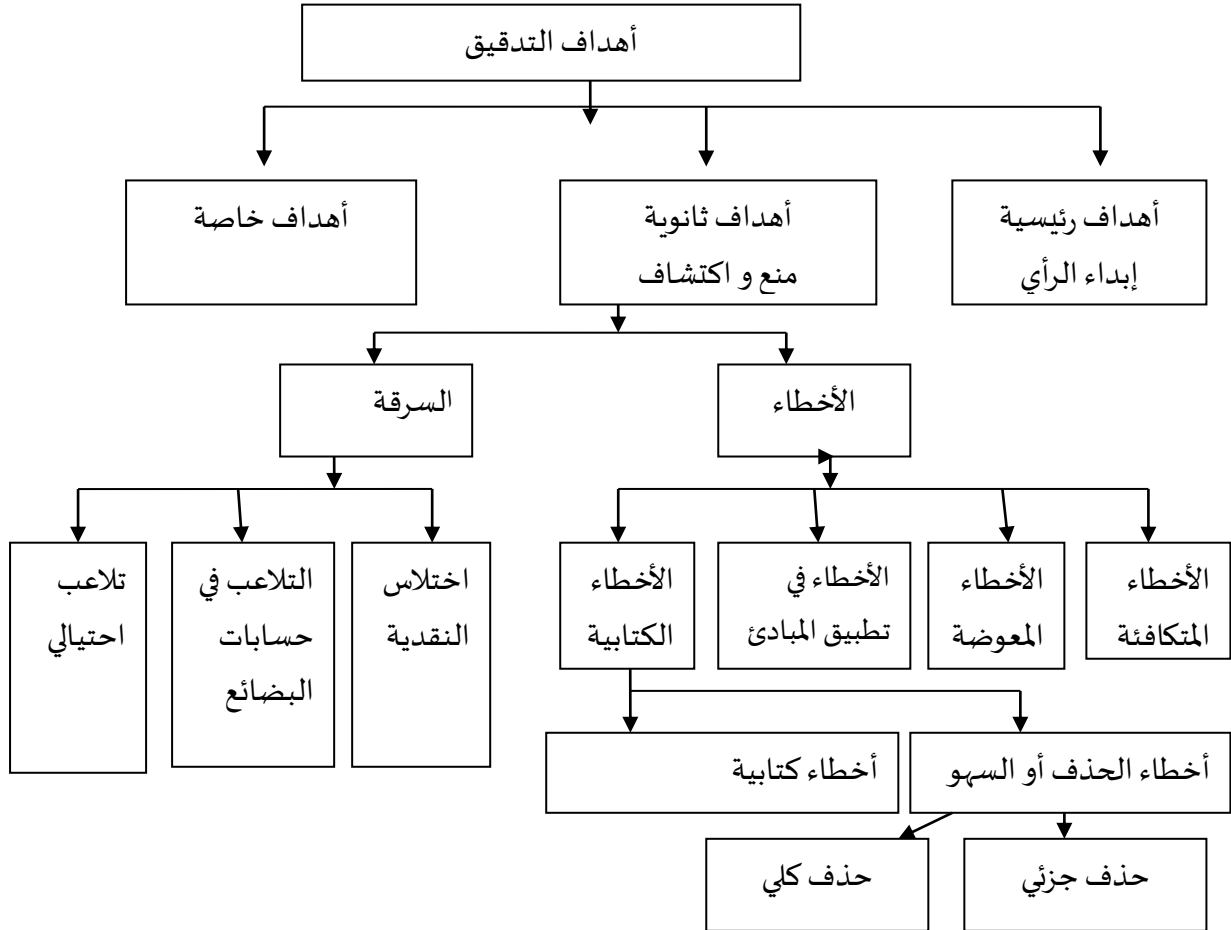 أهداف التدقيق
أهداف رئيسية
إبداء الرأي
أهداف ثانوية
منع و اكتشاف
أهداف خاصة
الأخطاء
السرقة
الأخطاء
المتكافئة
الأخطاء
المعوضة
الأخطاء في
تطبيق المبادئ
الأخطاء
الكتابية
اختلاس
النقدية
التلاعب في
حسابات
البضائع
تلاعب
احتيالي
أخطاء الحذف أو السهو
أخطاء كتابية
حذف جزئي
حذف كلي